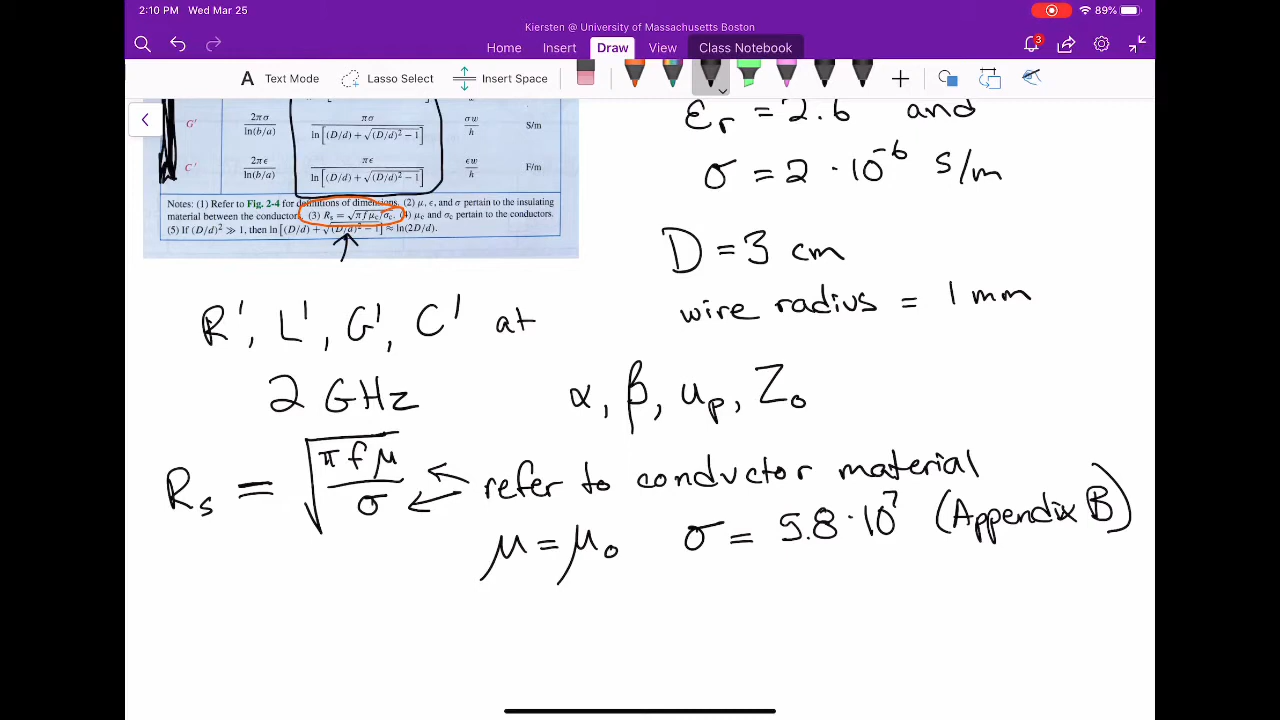 2:10 PM Wed Mar 25
89%
Kiersten @ University of Massachusetts Boston
Home Insert Draw View Class Notebook
3
A Text Mode Lasso Select Insert Space
G' 2πσ / ln(b/a) πσ / ln[(D/d) + √((D/d)² − 1)] σw / h S/m
C' 2πϵ / ln(b/a) πϵ / ln[(D/d) + √((D/d)² − 1)] ϵw / h F/m
Notes: (1) Refer to Fig. 2-4 for definitions of dimensions. (2) μ, ϵ, and σ pertain to the insulating
material between the conductors. (3) Rs = √πfμc/σc. (4) μc and σc pertain to the conductors.
(5) If (D/d)² ≫ 1, then ln[(D/d) + √(D/d)² − 1] ≈ ln(2D/d).
εr = 2.6 and
σ = 2 · 10⁻⁶ S/m
D = 3 cm
wire radius = 1 mm
R', L', G', C' at
2 GHz
α, β, up, Zo
Rs = √(πfμ / σ) ← refer to conductor material
μ = μo σ = 5.8 · 10⁷ (Appendix B)